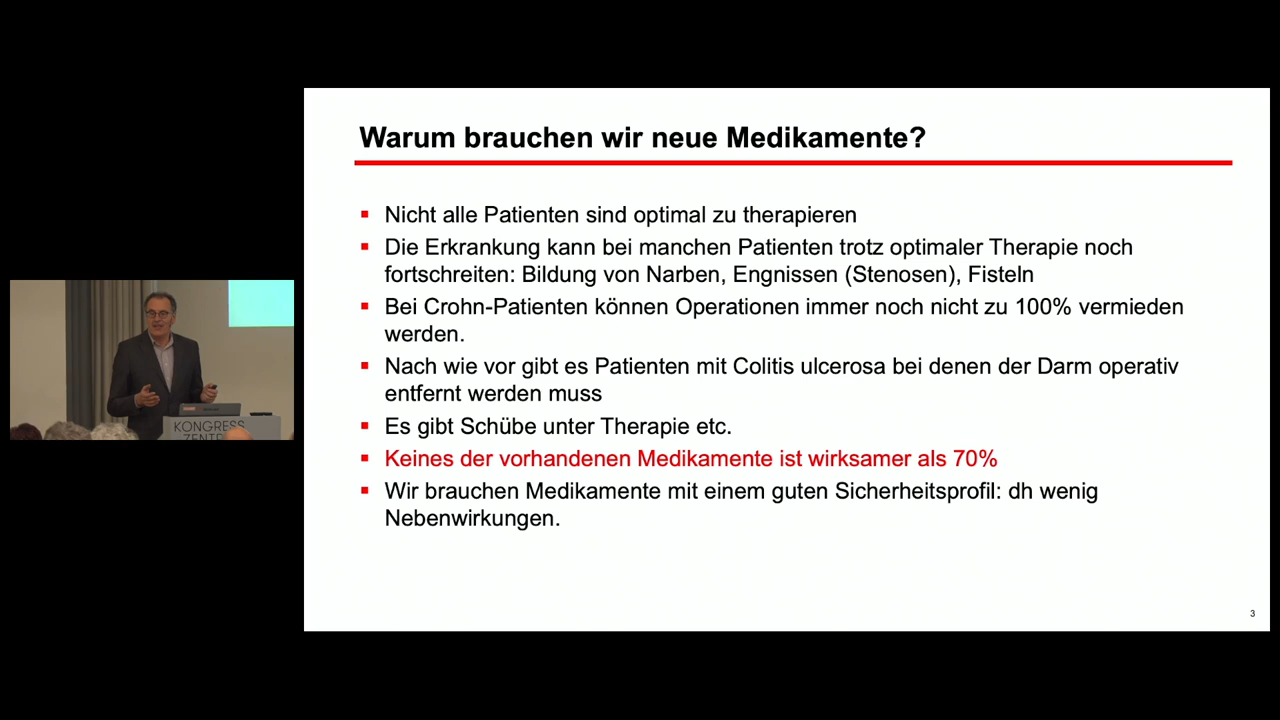 Warum brauchen wir neue Medikamente?
Nicht alle Patienten sind optimal zu therapieren
Die Erkrankung kann bei manchen Patienten trotz optimaler Therapie noch
fortschreiten: Bildung von Narben, Engnissen (Stenosen), Fisteln
Bei Crohn-Patienten können Operationen immer noch nicht zu 100% vermieden
werden.
Nach wie vor gibt es Patienten mit Colitis ulcerosa bei denen der Darm operativ
entfernt werden muss
Es gibt Schübe unter Therapie etc.
Keines der vorhandenen Medikamente ist wirksamer als 70%
Wir brauchen Medikamente mit einem guten Sicherheitsprofil: dh wenig
Nebenwirkungen.
3
KONGRESS